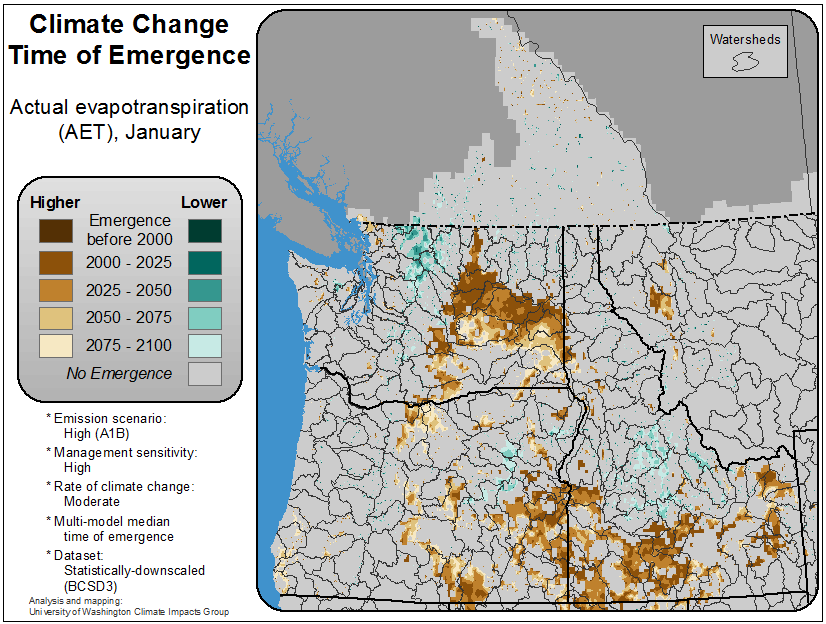 Climate Change
Time of Emergence
Actual evapotranspiration
(AET), January
Higher
Lower
Emergence
before 2000
2000 - 2025
2025 - 2050
2050 - 2075
2075 - 2100
No Emergence
* Emission scenario:
High (A1B)
* Management sensitivity:
High
* Rate of climate change:
Moderate
* Multi-model median
time of emergence
* Dataset:
Statistically-downscaled
(BCSD3)
Analysis and mapping:
University of Washington Climate Impacts Group
Watersheds